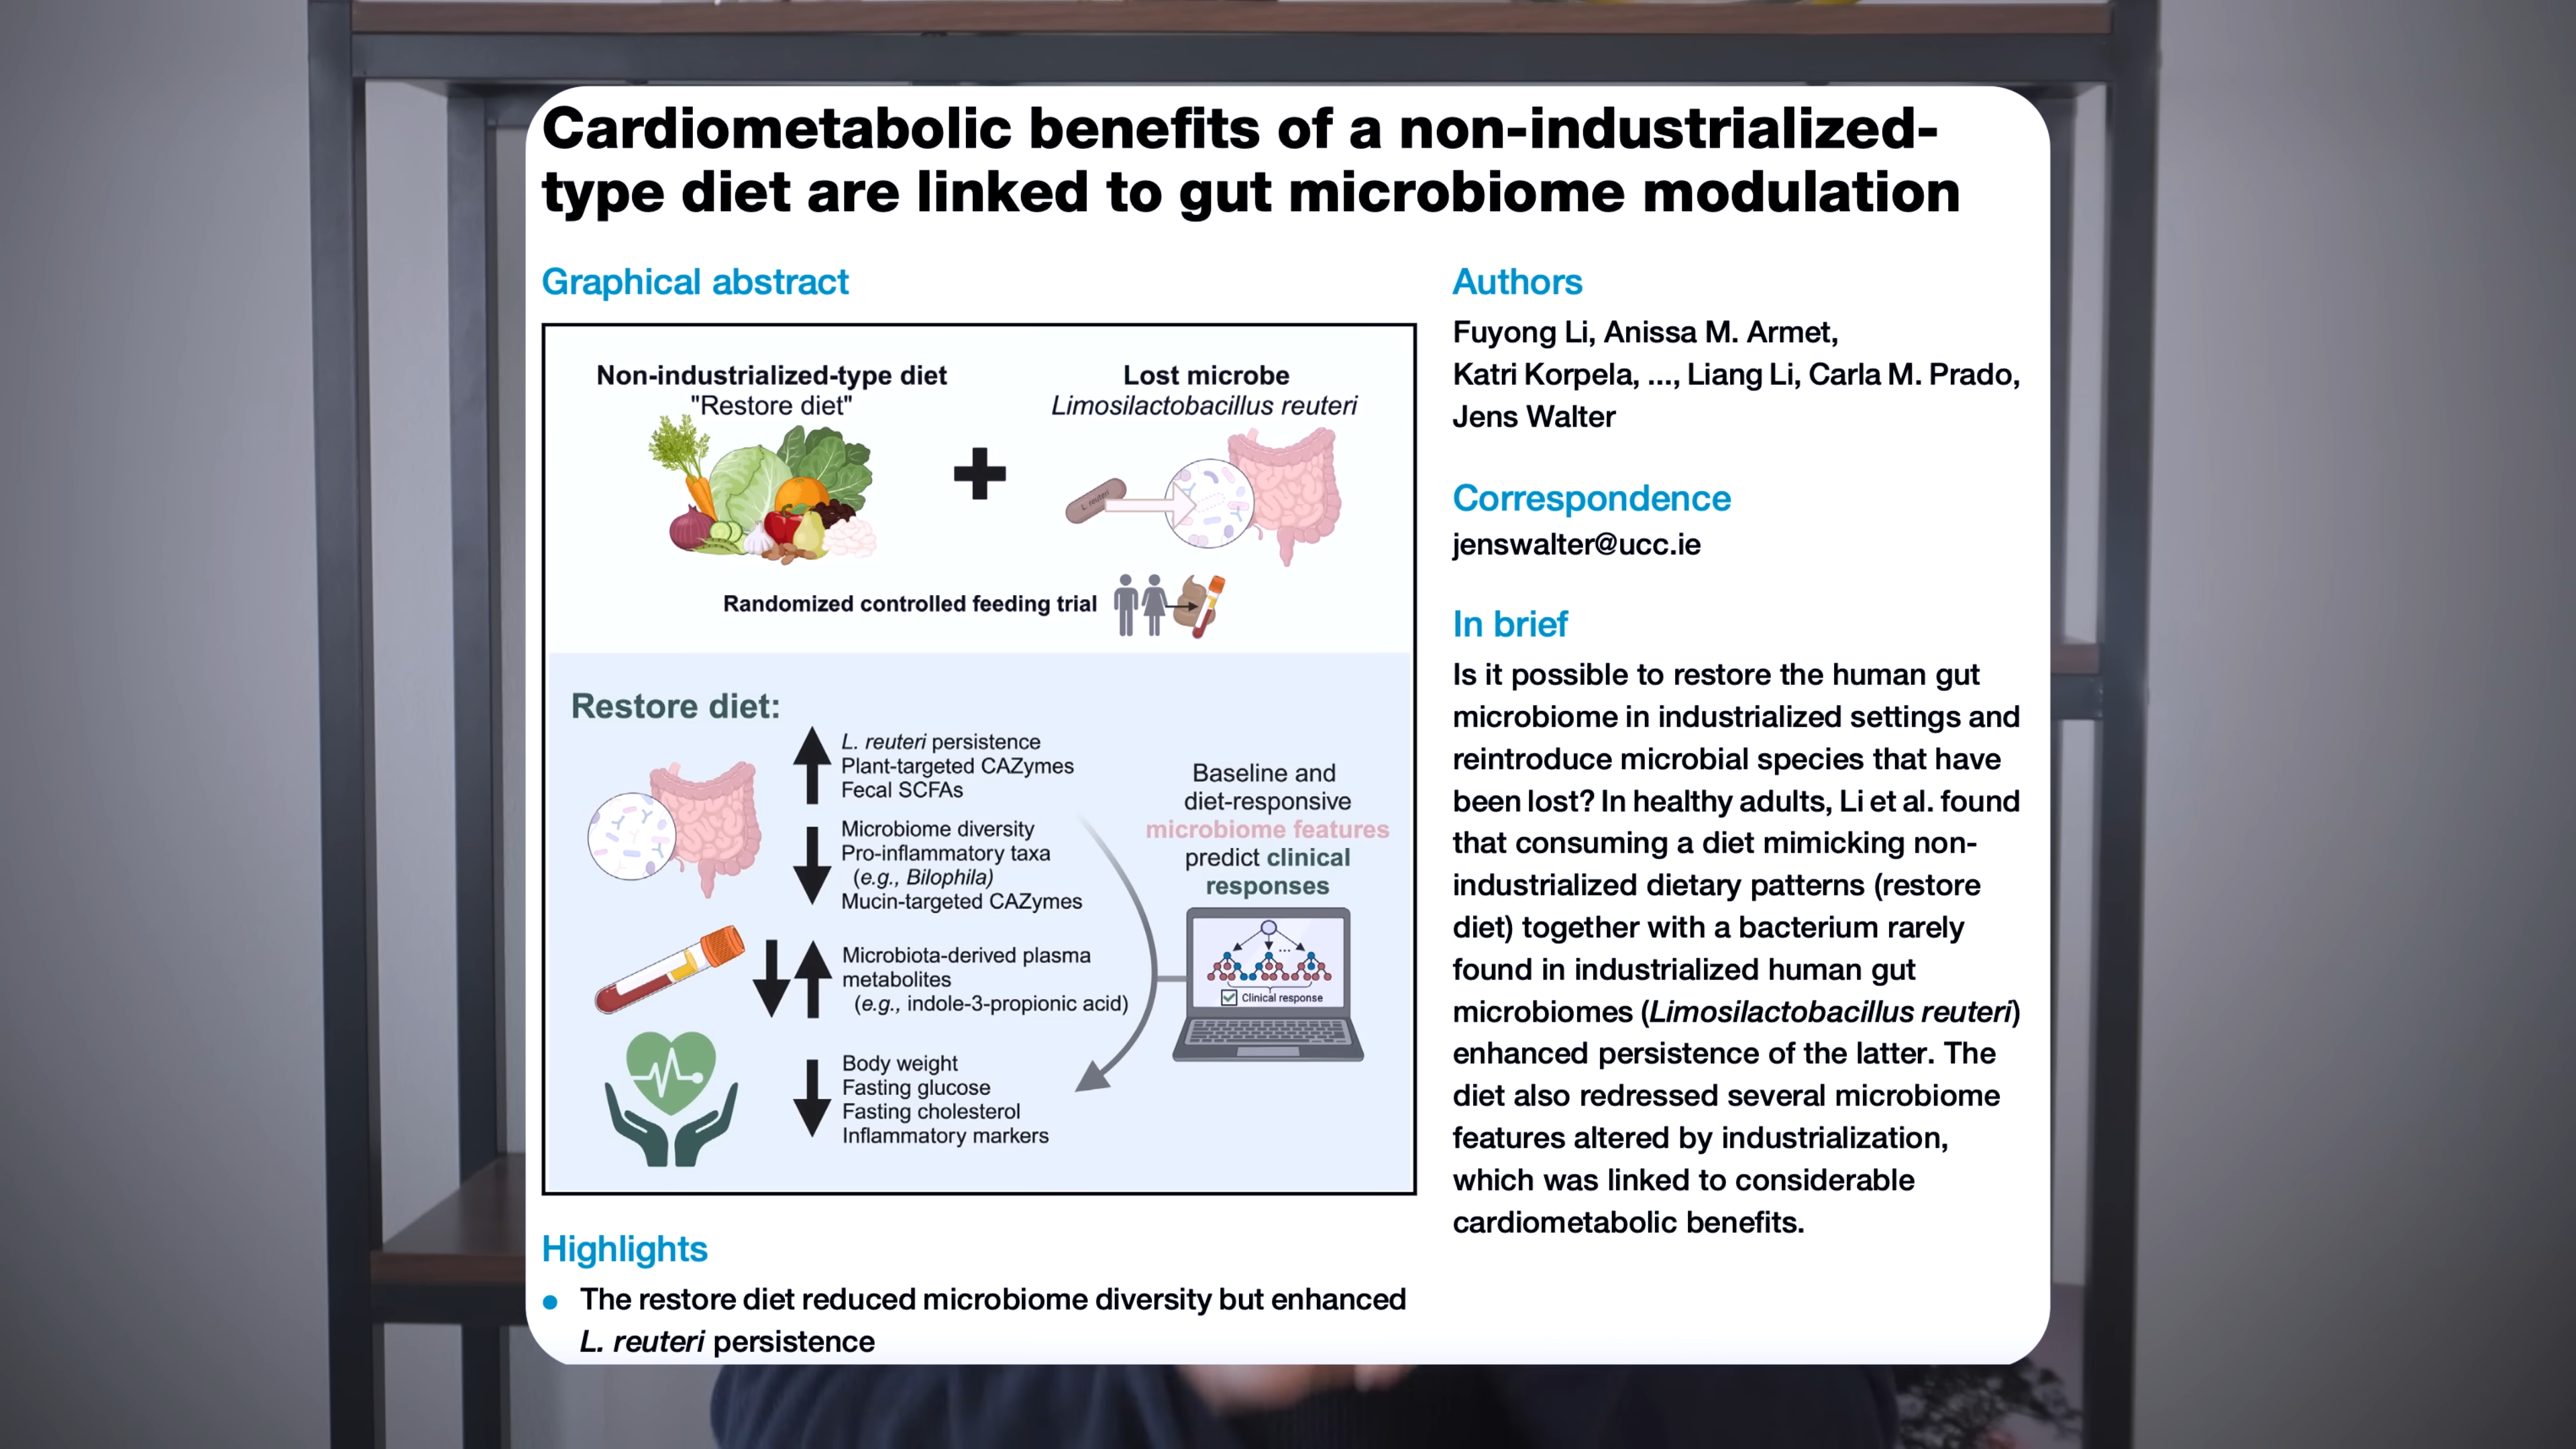 Cardiometabolic benefits of a non-industrialized-
type diet are linked to gut microbiome modulation
Graphical abstract
Non-industrialized-type diet
"Restore diet"
Lost microbe
Limosilactobacillus reuteri
L. reuteri
Randomized controlled feeding trial
Restore diet:
L. reuteri persistence
Plant-targeted CAZymes
Fecal SCFAs
Microbiome diversity
Pro-inflammatory taxa
(e.g., Bilophila)
Mucin-targeted CAZymes
Microbiota-derived plasma
metabolites
(e.g., indole-3-propionic acid)
Body weight
Fasting glucose
Fasting cholesterol
Inflammatory markers
Baseline and
diet-responsive
microbiome features
predict clinical
responses
...
Clinical response
Highlights
The restore diet reduced microbiome diversity but enhanced
L. reuteri persistence
Authors
Fuyong Li, Anissa M. Armet,
Katri Korpela, ..., Liang Li, Carla M. Prado,
Jens Walter
Correspondence
jenswalter@ucc.ie
In brief
Is it possible to restore the human gut
microbiome in industrialized settings and
reintroduce microbial species that have
been lost? In healthy adults, Li et al. found
that consuming a diet mimicking non-
industrialized dietary patterns (restore
diet) together with a bacterium rarely
found in industrialized human gut
microbiomes (Limosilactobacillus reuteri)
enhanced persistence of the latter. The
diet also redressed several microbiome
features altered by industrialization,
which was linked to considerable
cardiometabolic benefits.